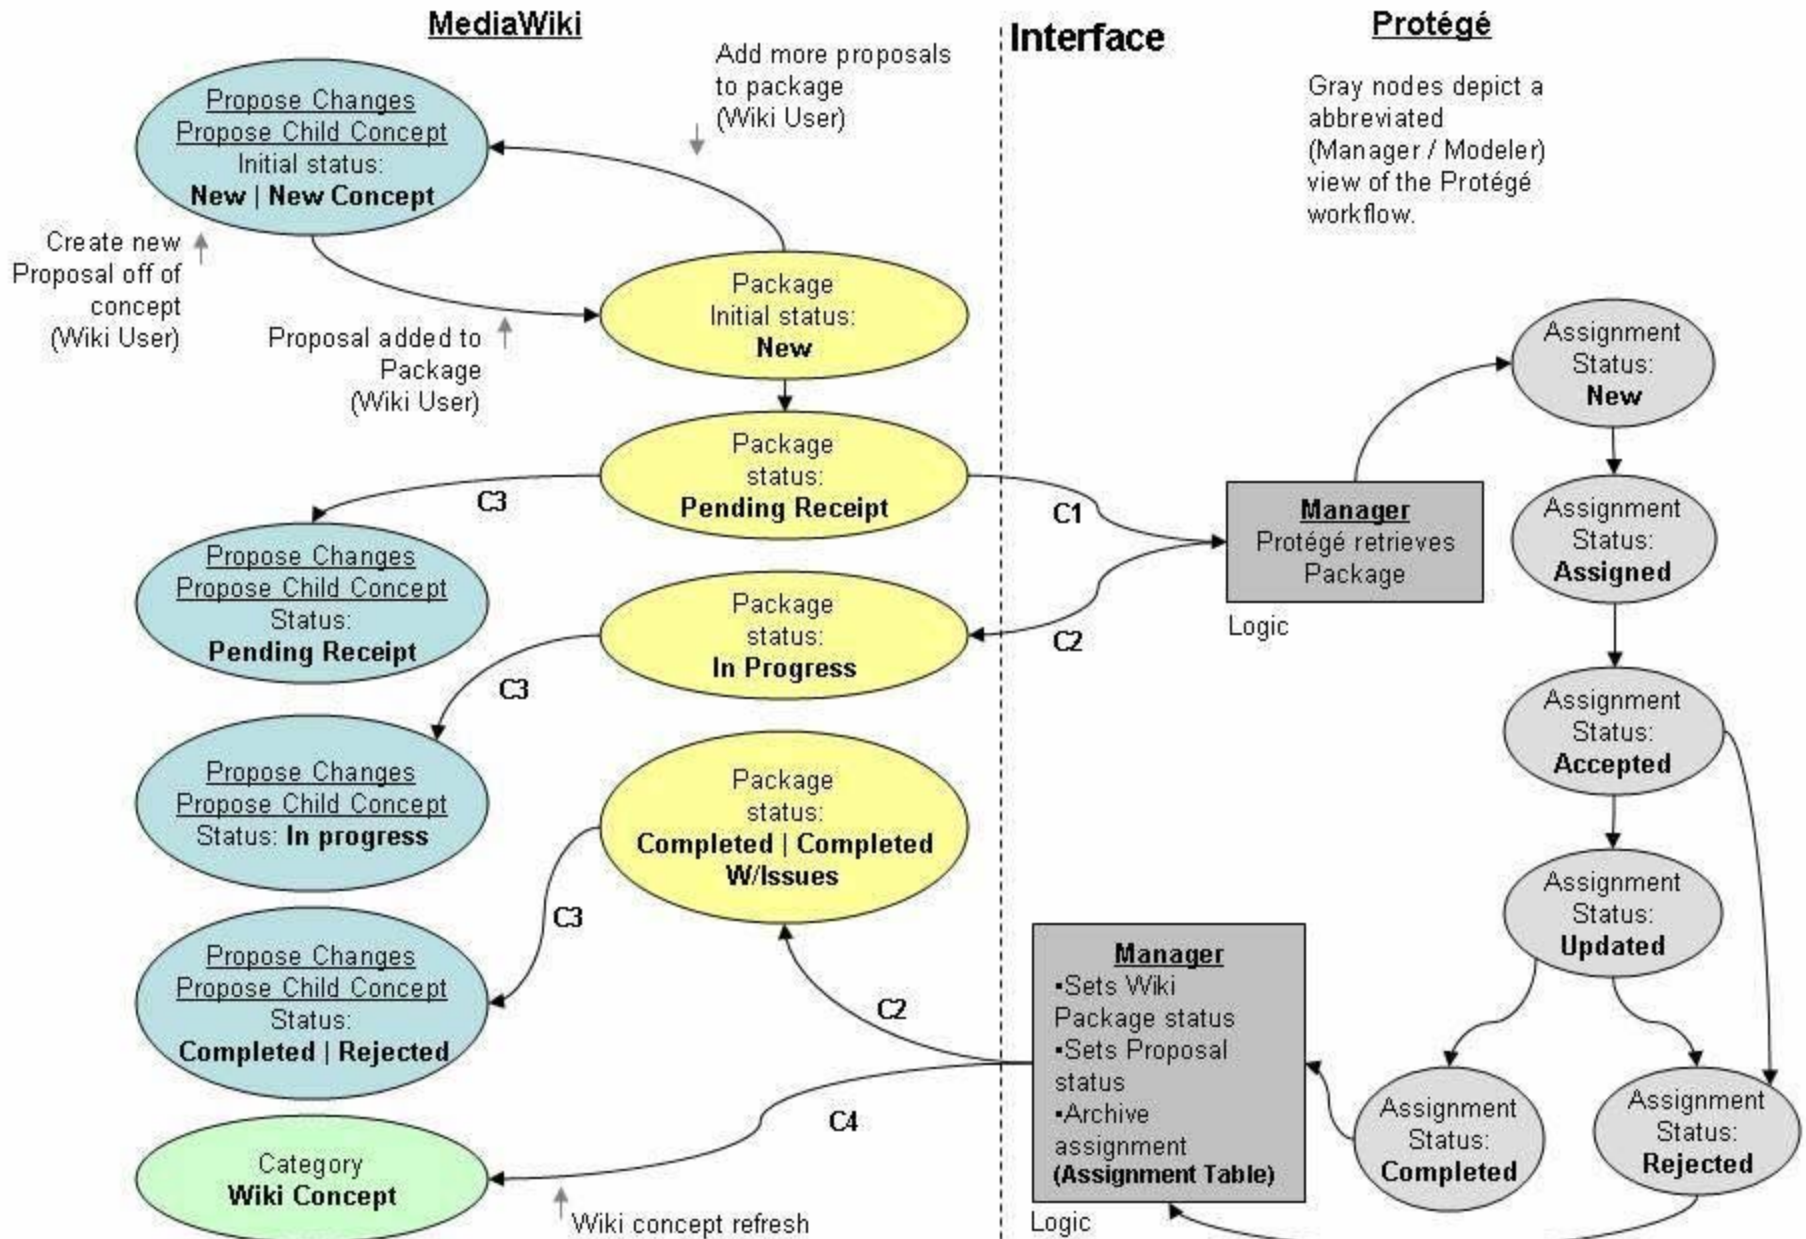 MediaWiki
Interface
Protégé
Add more proposals
to package
(Wiki User)
Gray nodes depict a
abbreviated
(Manager / Modeler)
view of the Protégé
workflow.
Propose Changes
Propose Child Concept
Initial status:
New | New Concept
Create new
Proposal off of
concept
(Wiki User)
Proposal added to
Package
(Wiki User)
Package
Initial status:
New
Package
status:
Pending Receipt
C3
C1
Propose Changes
Propose Child Concept
Status:
Pending Receipt
Package
status:
In Progress
C3
C2
Manager
Protégé retrieves
Package
Logic
Propose Changes
Propose Child Concept
Status: In progress
Package
status:
Completed | Completed
W/Issues
C3
C2
Propose Changes
Propose Child Concept
Status:
Completed | Rejected
C4
Category
Wiki Concept
Wiki concept refresh
Manager
▪Sets Wiki
Package status
▪Sets Proposal
status
▪Archive
assignment
(Assignment Table)
Logic
Assignment
Status:
New
Assignment
Status:
Assigned
Assignment
Status:
Accepted
Assignment
Status:
Updated
Assignment
Status:
Completed
Assignment
Status:
Rejected